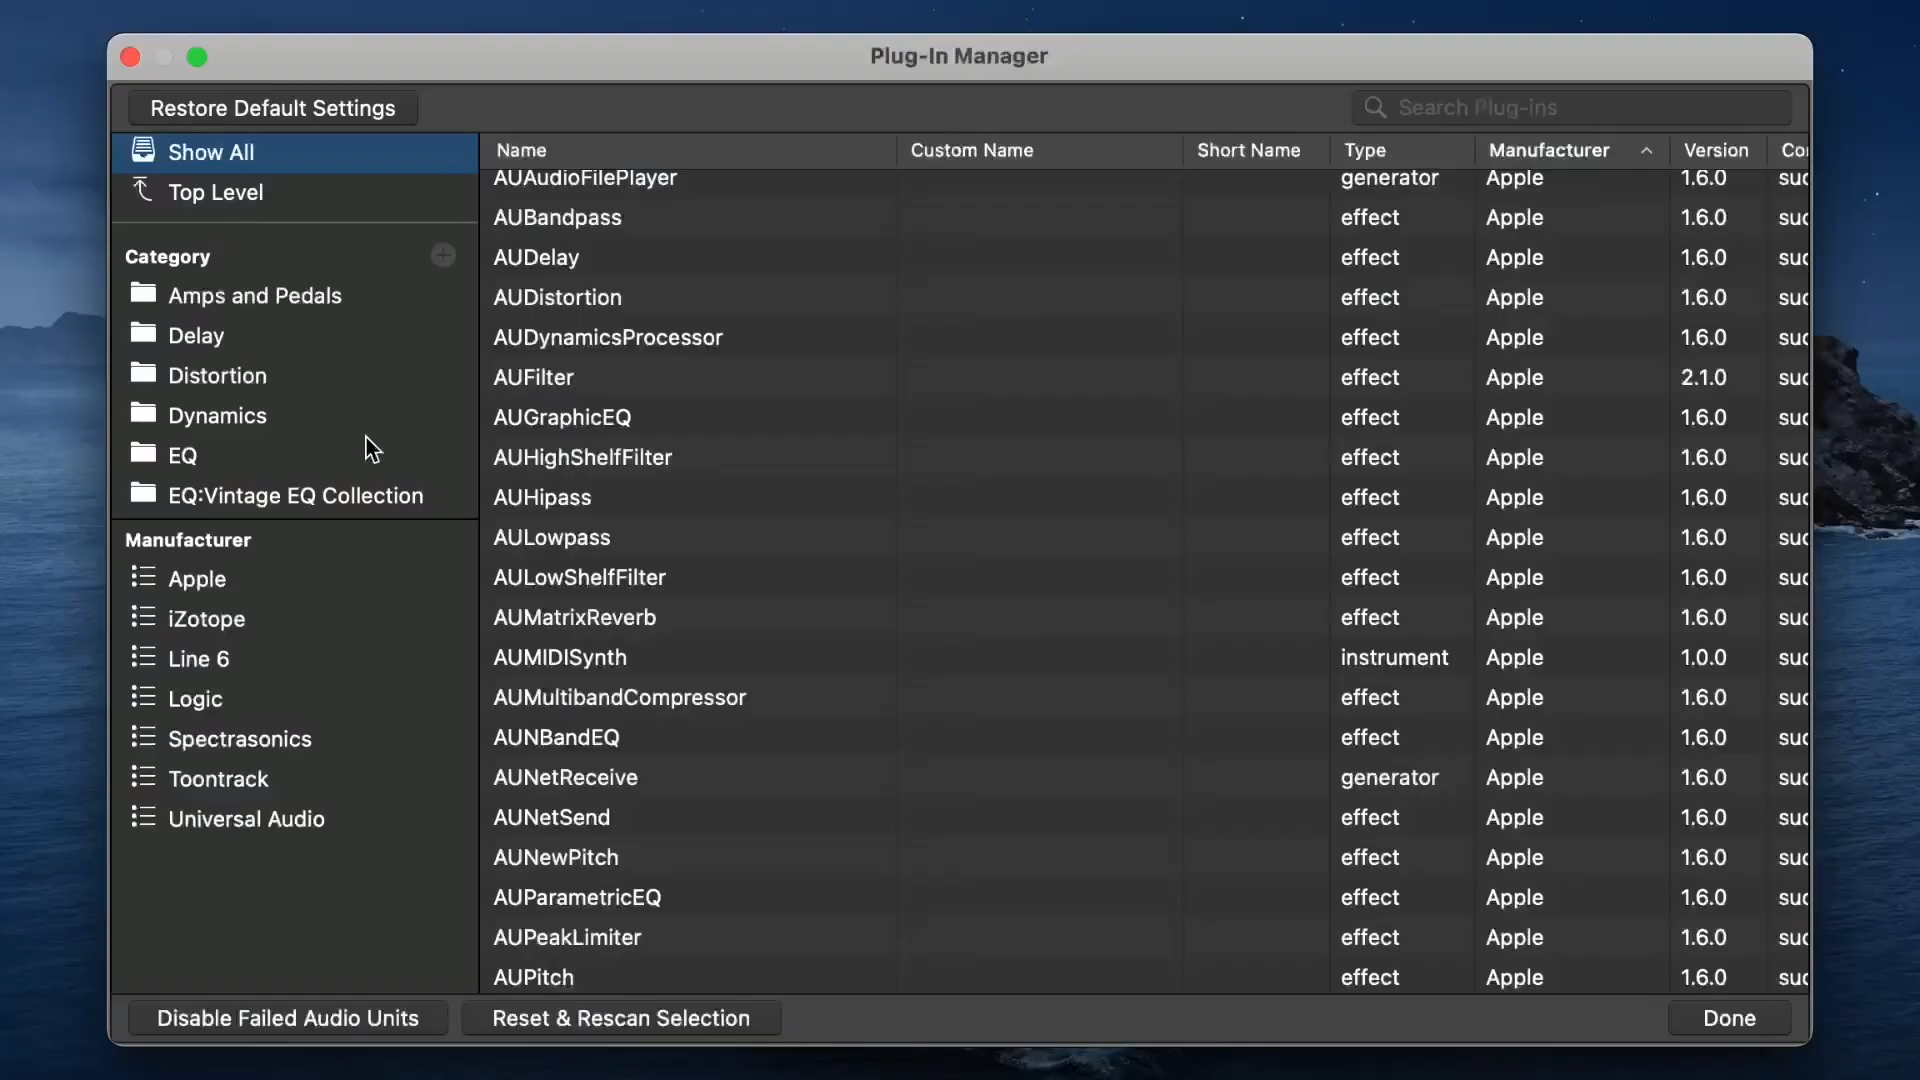 Plug-In Manager
Restore Default Settings
Search Plug-ins
Show All
Top Level
Category
Amps and Pedals
Delay
Distortion
Dynamics
EQ
EQ:Vintage EQ Collection
Manufacturer
Apple
iZotope
Line 6
Logic
Spectrasonics
Toontrack
Universal Audio
Name Custom Name Short Name Type Manufacturer Version
AUAudioFilePlayer generator Apple 1.6.0
AUBandpass effect Apple 1.6.0
AUDelay effect Apple 1.6.0
AUDistortion effect Apple 1.6.0
AUDynamicsProcessor effect Apple 1.6.0
AUFilter effect Apple 2.1.0
AUGraphicEQ effect Apple 1.6.0
AUHighShelfFilter effect Apple 1.6.0
AUHipass effect Apple 1.6.0
AULowpass effect Apple 1.6.0
AULowShelfFilter effect Apple 1.6.0
AUMatrixReverb effect Apple 1.6.0
AUMIDISynth instrument Apple 1.0.0
AUMultibandCompressor effect Apple 1.6.0
AUNBandEQ effect Apple 1.6.0
AUNetReceive generator Apple 1.6.0
AUNetSend effect Apple 1.6.0
AUNewPitch effect Apple 1.6.0
AUParametricEQ effect Apple 1.6.0
AUPeakLimiter effect Apple 1.6.0
AUPitch effect Apple 1.6.0
Disable Failed Audio Units
Reset & Rescan Selection
Done